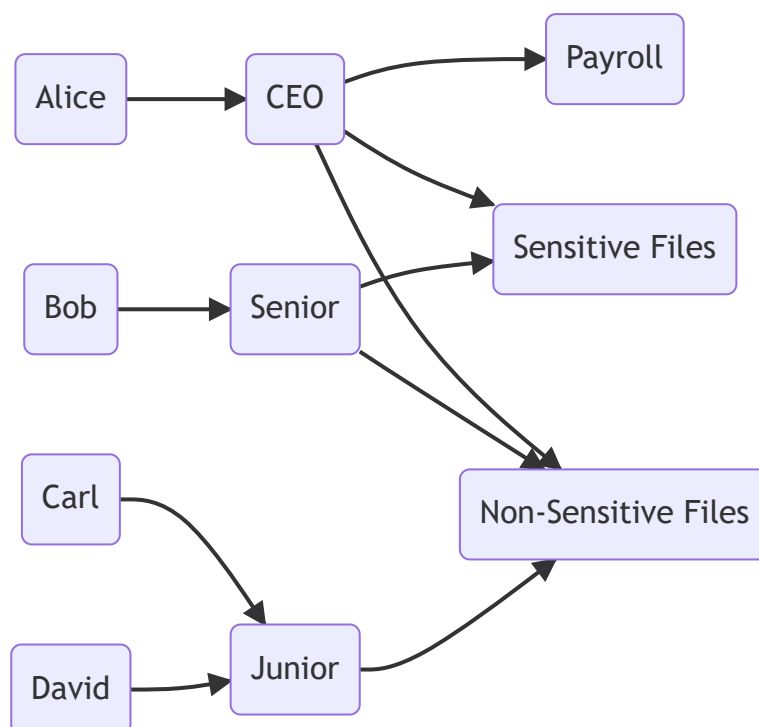 Alice
CEO
Payroll
Sensitive Files
Bob
Senior
Non-Sensitive Files
Carl
David
Junior